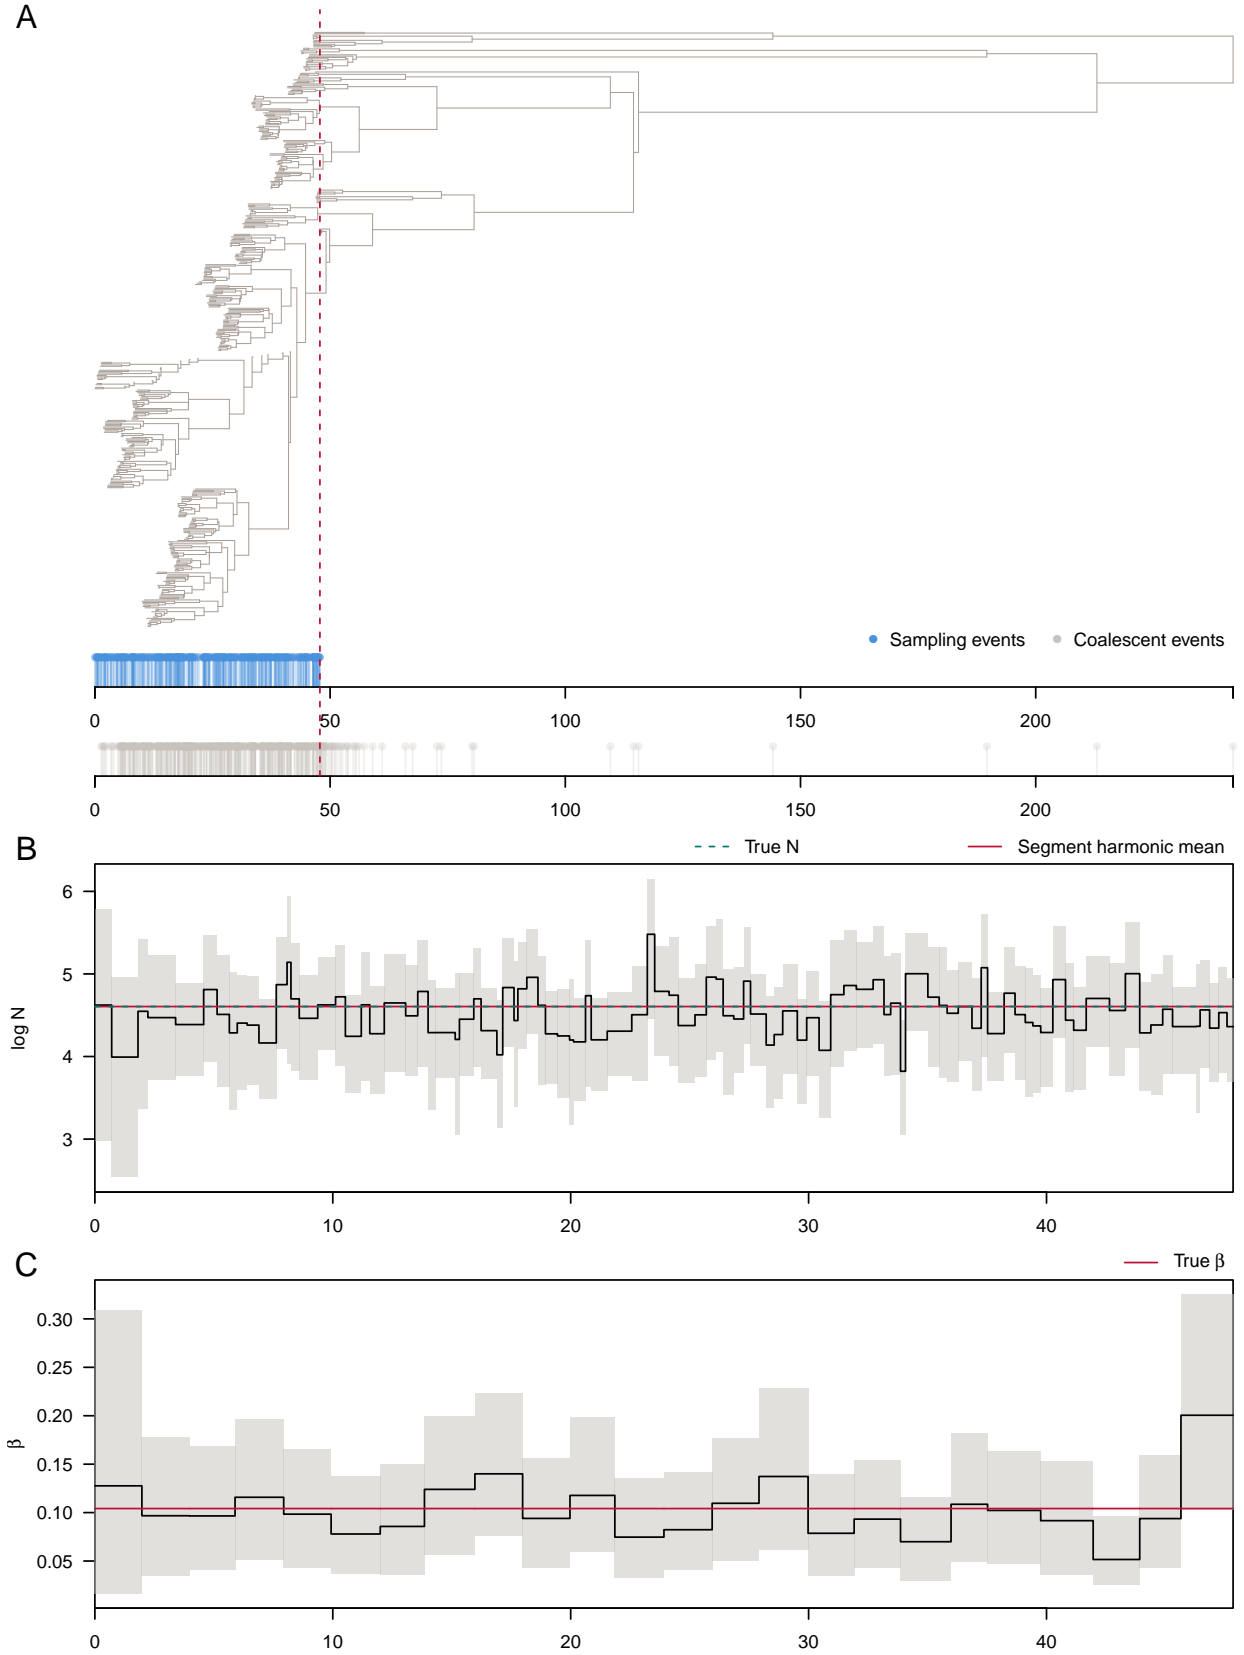 A
Sampling events Coalescent events
0 50 100 150 200
0 50 100 150 200
B
True N Segment harmonic mean
6
5
4
3
log N
0 10 20 30 40
C
True β
0.30
0.25
0.20
0.15
0.10
0.05
β
0 10 20 30 40